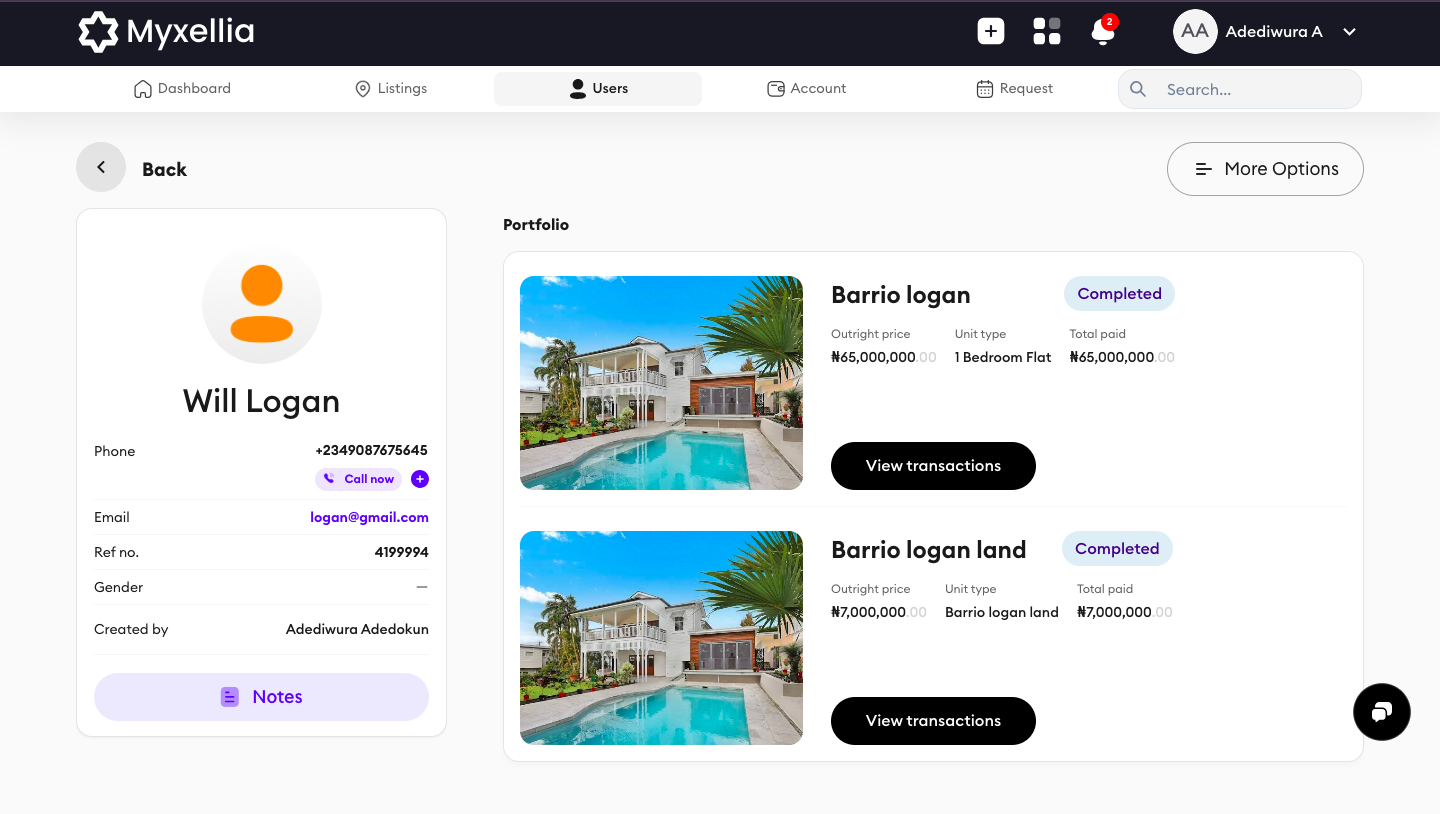 Myxellia
2
AA Adediwura A
Dashboard
Listings
Users
Account
Request
Search...
Back
More Options
Will Logan
Phone +2349087675645
Call now
Email logan@gmail.com
Ref no. 4199994
Gender —
Created by Adediwura Adedokun
Notes
Portfolio
Barrio logan Completed
Outright price Unit type Total paid
₦65,000,000.00 1 Bedroom Flat ₦65,000,000.00
View transactions
Barrio logan land Completed
Outright price Unit type Total paid
₦7,000,000.00 Barrio logan land ₦7,000,000.00
View transactions